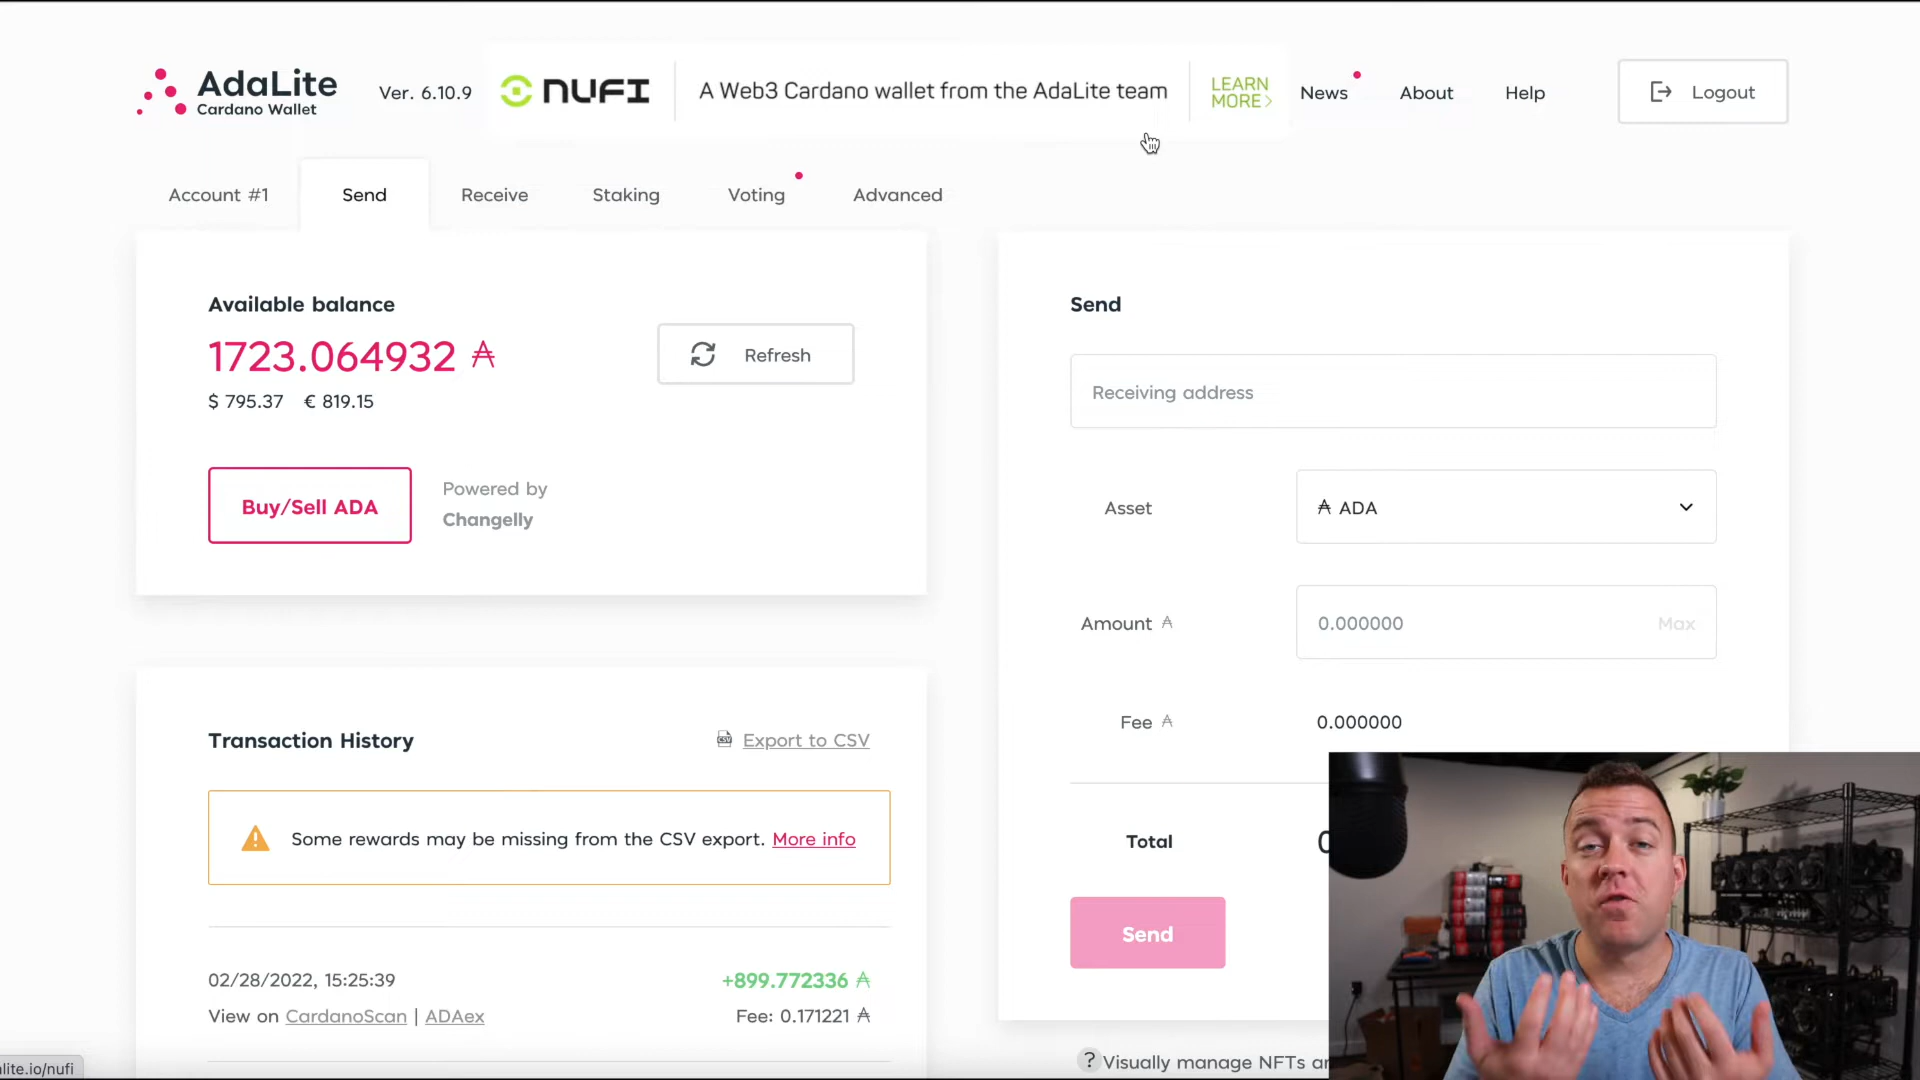 AdaLite
Cardano Wallet
Ver. 6.10.9
NUFI
A Web3 Cardano wallet from the AdaLite team
LEARN
MORE
News
About
Help
Logout
Account #1
Send
Receive
Staking
Voting
Advanced
Available balance
1723.064932 ₳
$ 795.37 € 819.15
Refresh
Buy/Sell ADA
Powered by
Changelly
Transaction History
CSV
Export to CSV
Some rewards may be missing from the CSV export. More info
02/28/2022, 15:25:39
+899.772336 ₳
View on CardanoScan | ADAex
Fee: 0.171221 ₳
Send
Receiving address
Asset
₳ ADA
Amount ₳
0.000000
Max
Fee ₳
0.000000
Total
Send
? Visually manage NFTs
lite.io/nufi